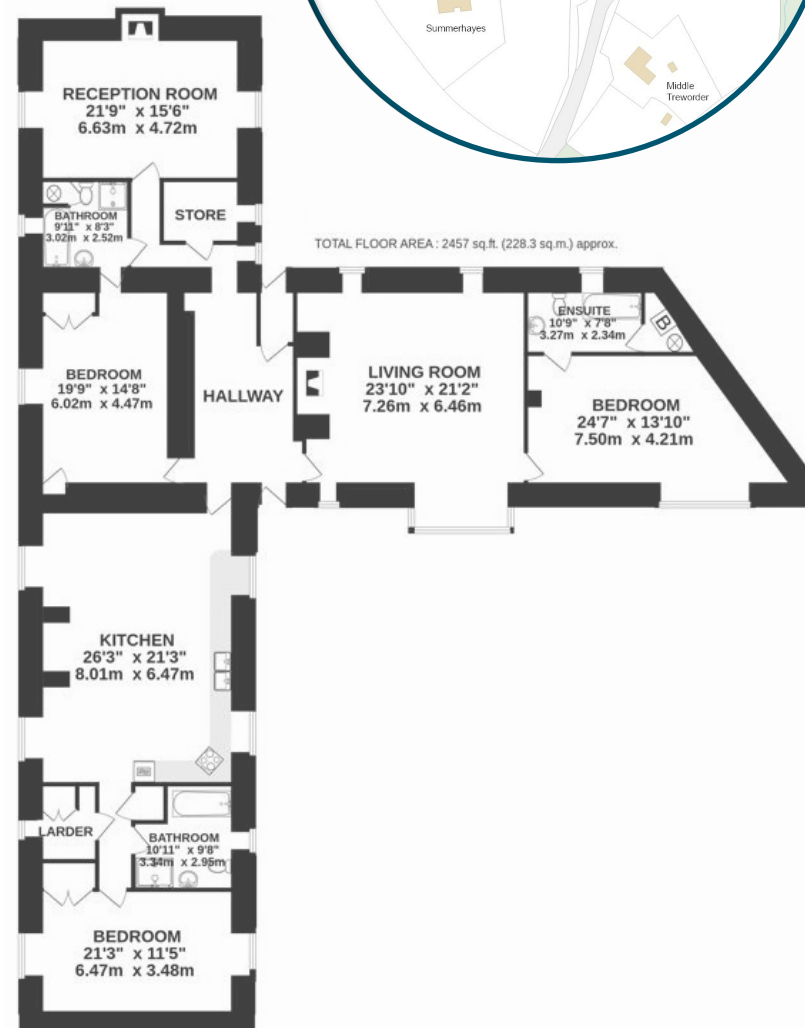 Summerhayes
Middle
Treworder
RECEPTION ROOM
21'9" x 15'6"
6.63m x 4.72m
BATHROOM
9'11" x 8'3"
3.02m x 2.52m
STORE
TOTAL FLOOR AREA : 2457 sq.ft. (228.3 sq.m.) approx.
BEDROOM
19'9" x 14'8"
6.02m x 4.47m
HALLWAY
LIVING ROOM
23'10" x 21'2"
7.26m x 6.46m
ENSUITE
10'9" x 7'8"
3.27m x 2.34m
B
BEDROOM
24'7" x 13'10"
7.50m x 4.21m
KITCHEN
26'3" x 21'3"
8.01m x 6.47m
LARDER
BATHROOM
10'11" x 9'8"
3.34m x 2.95m
BEDROOM
21'3" x 11'5"
6.47m x 3.48m